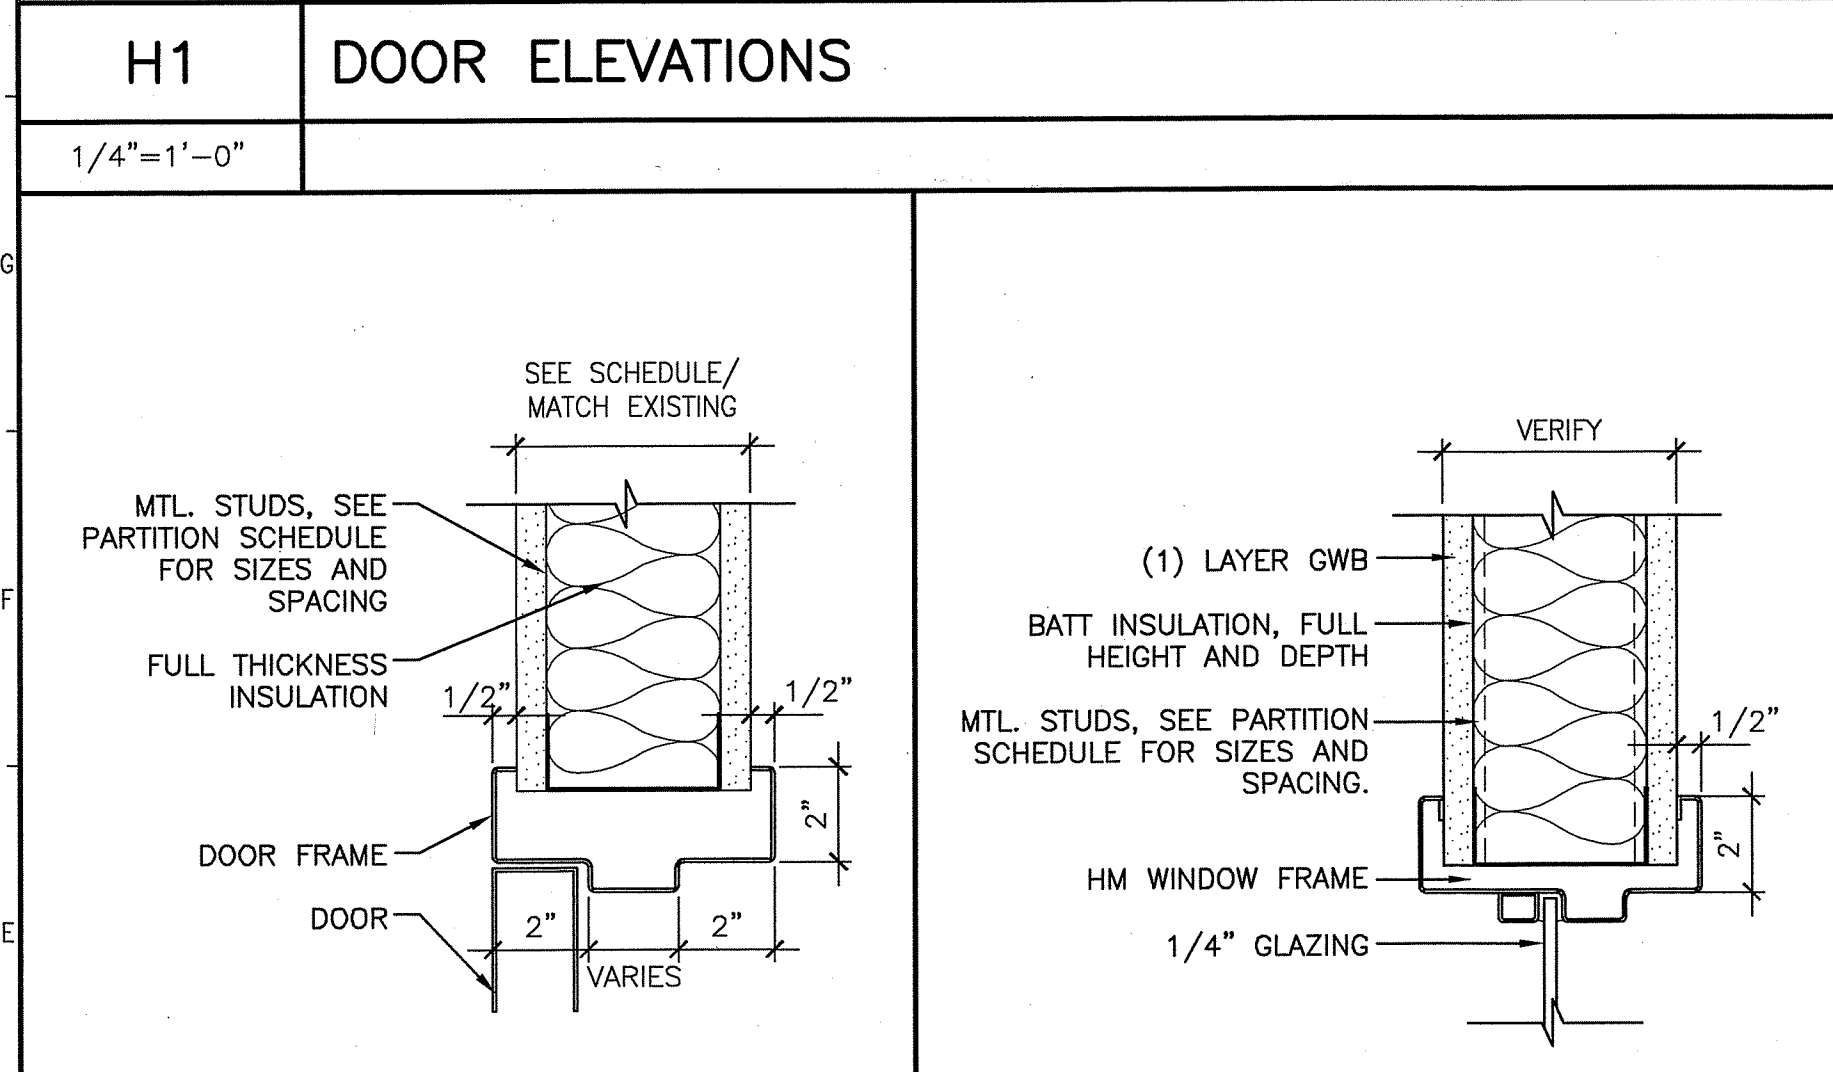 H1
DOOR ELEVATIONS
1/4"=1'-0"
G
F
E
SEE SCHEDULE/
MATCH EXISTING
MTL. STUDS, SEE
PARTITION SCHEDULE
FOR SIZES AND
SPACING
FULL THICKNESS
INSULATION
1/2"
1/2"
2"
DOOR FRAME
DOOR
2"
2"
VARIES
VERIFY
(1) LAYER GWB
BATT INSULATION, FULL
HEIGHT AND DEPTH
MTL. STUDS, SEE PARTITION
SCHEDULE FOR SIZES AND
SPACING.
1/2"
2"
HM WINDOW FRAME
1/4" GLAZING